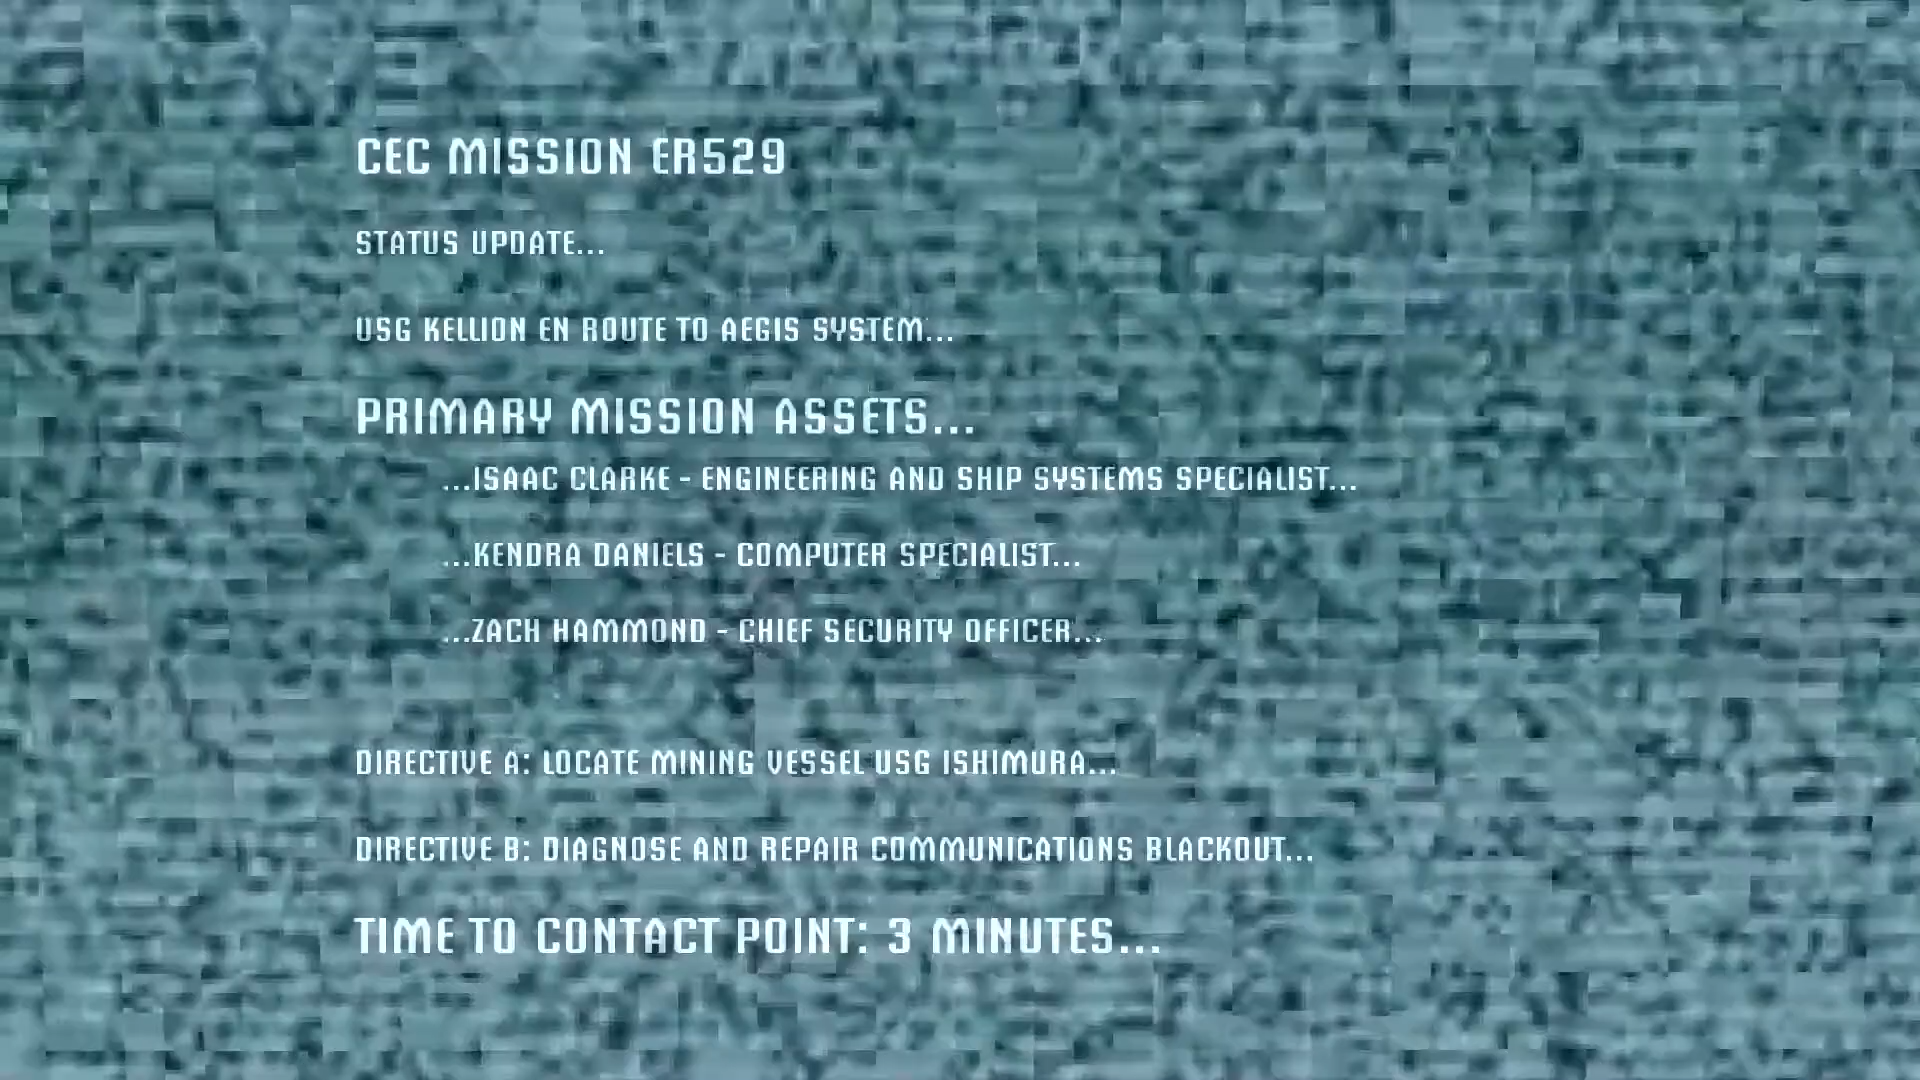 CEC MISSION ER529
STATUS UPDATE...
USG KELLION EN ROUTE TO AEGIS SYSTEM...
PRIMARY MISSION ASSETS...
...ISAAC CLARKE - ENGINEERING AND SHIP SYSTEMS SPECIALIST...
...KENDRA DANIELS - COMPUTER SPECIALIST...
...ZACH HAMMOND - CHIEF SECURITY OFFICER...
DIRECTIVE A: LOCATE MINING VESSEL USG ISHIMURA...
DIRECTIVE B: DIAGNOSE AND REPAIR COMMUNICATIONS BLACKOUT...
TIME TO CONTACT POINT: 3 MINUTES...